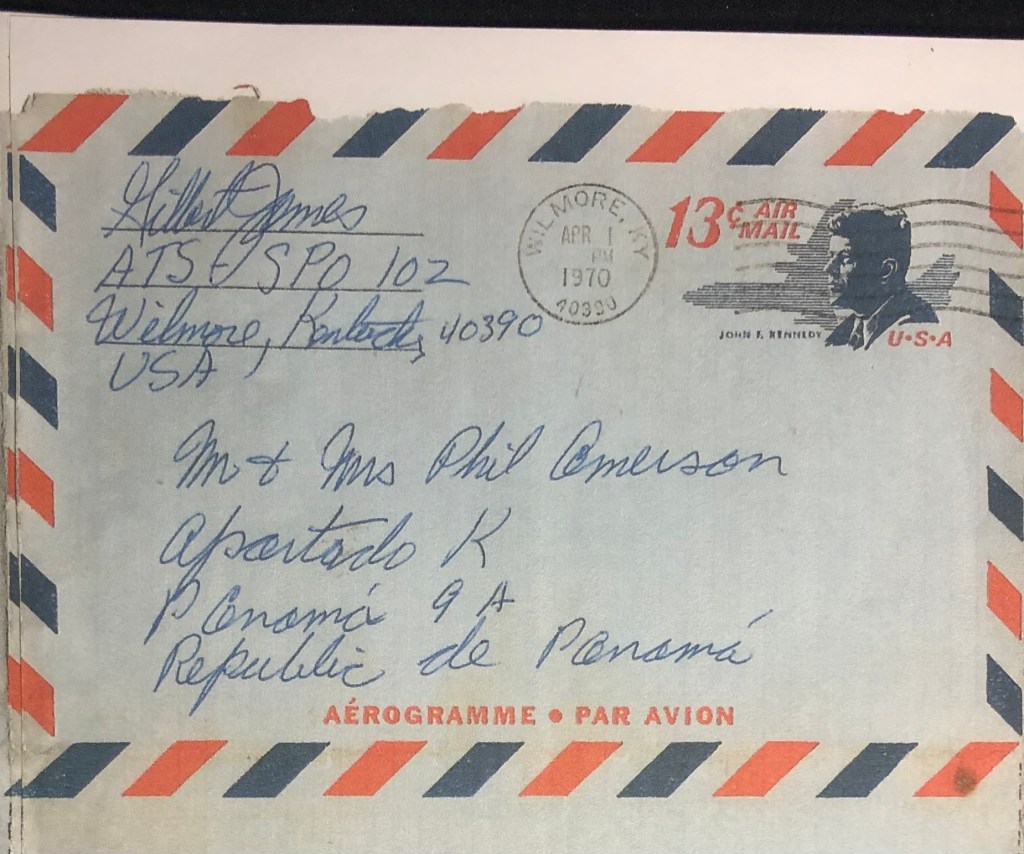 Gilbert James
ATS + SPO 102
Wilmore, Kentucky, 40390
USA
WILMORE, KY
APR 1
PM
1970
40390
13¢ AIR
MAIL
JOHN F. KENNEDY
U·S·A
Mr + Mrs Phil Amerson
Apartado K
Panamá 9 A
Republic de Panamá
AÉROGRAMME • PAR AVION